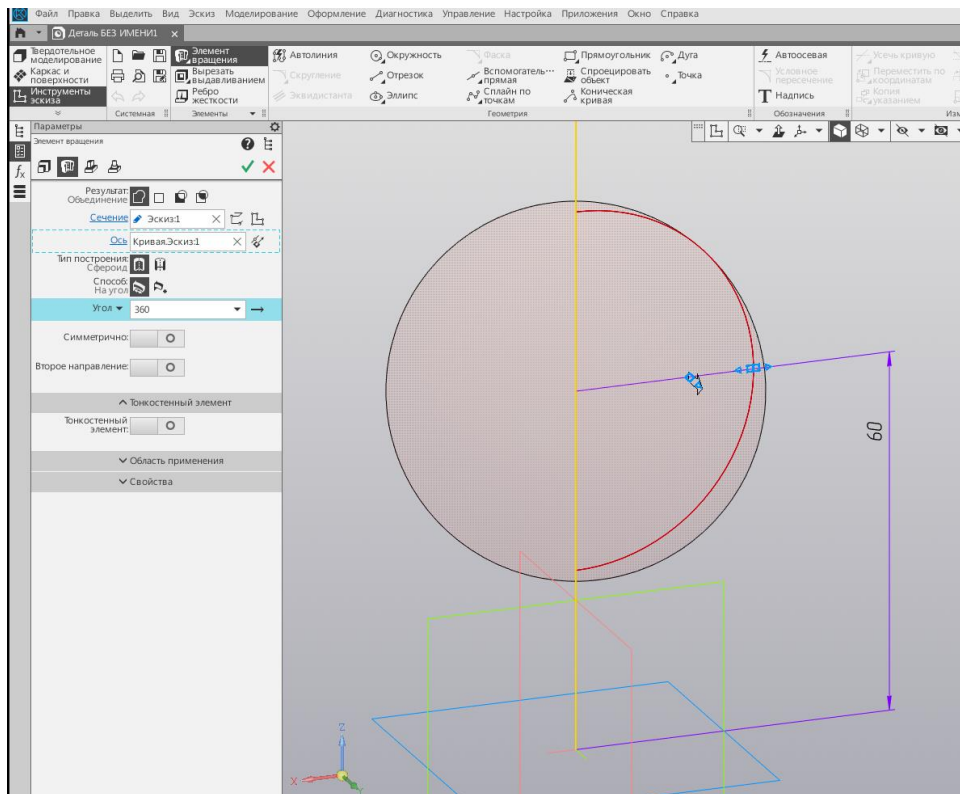 Файл Правка Выделить Вид Эскиз Моделирование Оформление Диагностика Управление Настройка Приложения Окно Справка
Деталь БЕЗ ИМЕНИ1
Твердотельное моделирование
Каркас и поверхности
Инструменты эскиза
Системная
Элемент вращения
Вырезать выдавливанием
Ребро жесткости
Элементы
Автолиния
Скругление
Эквидистанта
Окружность
Отрезок
Эллипс
Фаска
Вспомогатель… прямая
Сплайн по точкам
Прямоугольник
Спроецировать объект
Коническая кривая
Дуга
Точка
Геометрия
Автоосевая
Условное пересечение
Надпись
Обозначения
Усечь кривую
Переместить по координатам
Копия указанием
Изм
Параметры
Элемент вращения
Результат:
Объединение
Сечение
Эскиз:1
Ось
Кривая.Эскиз:1
Тип построения:
Сфероид
Способ:
На угол
Угол
360
Симметрично:
Второе направление:
Тонкостенный элемент
Тонкостенный
элемент:
Область применения
Свойства
60
Z
X